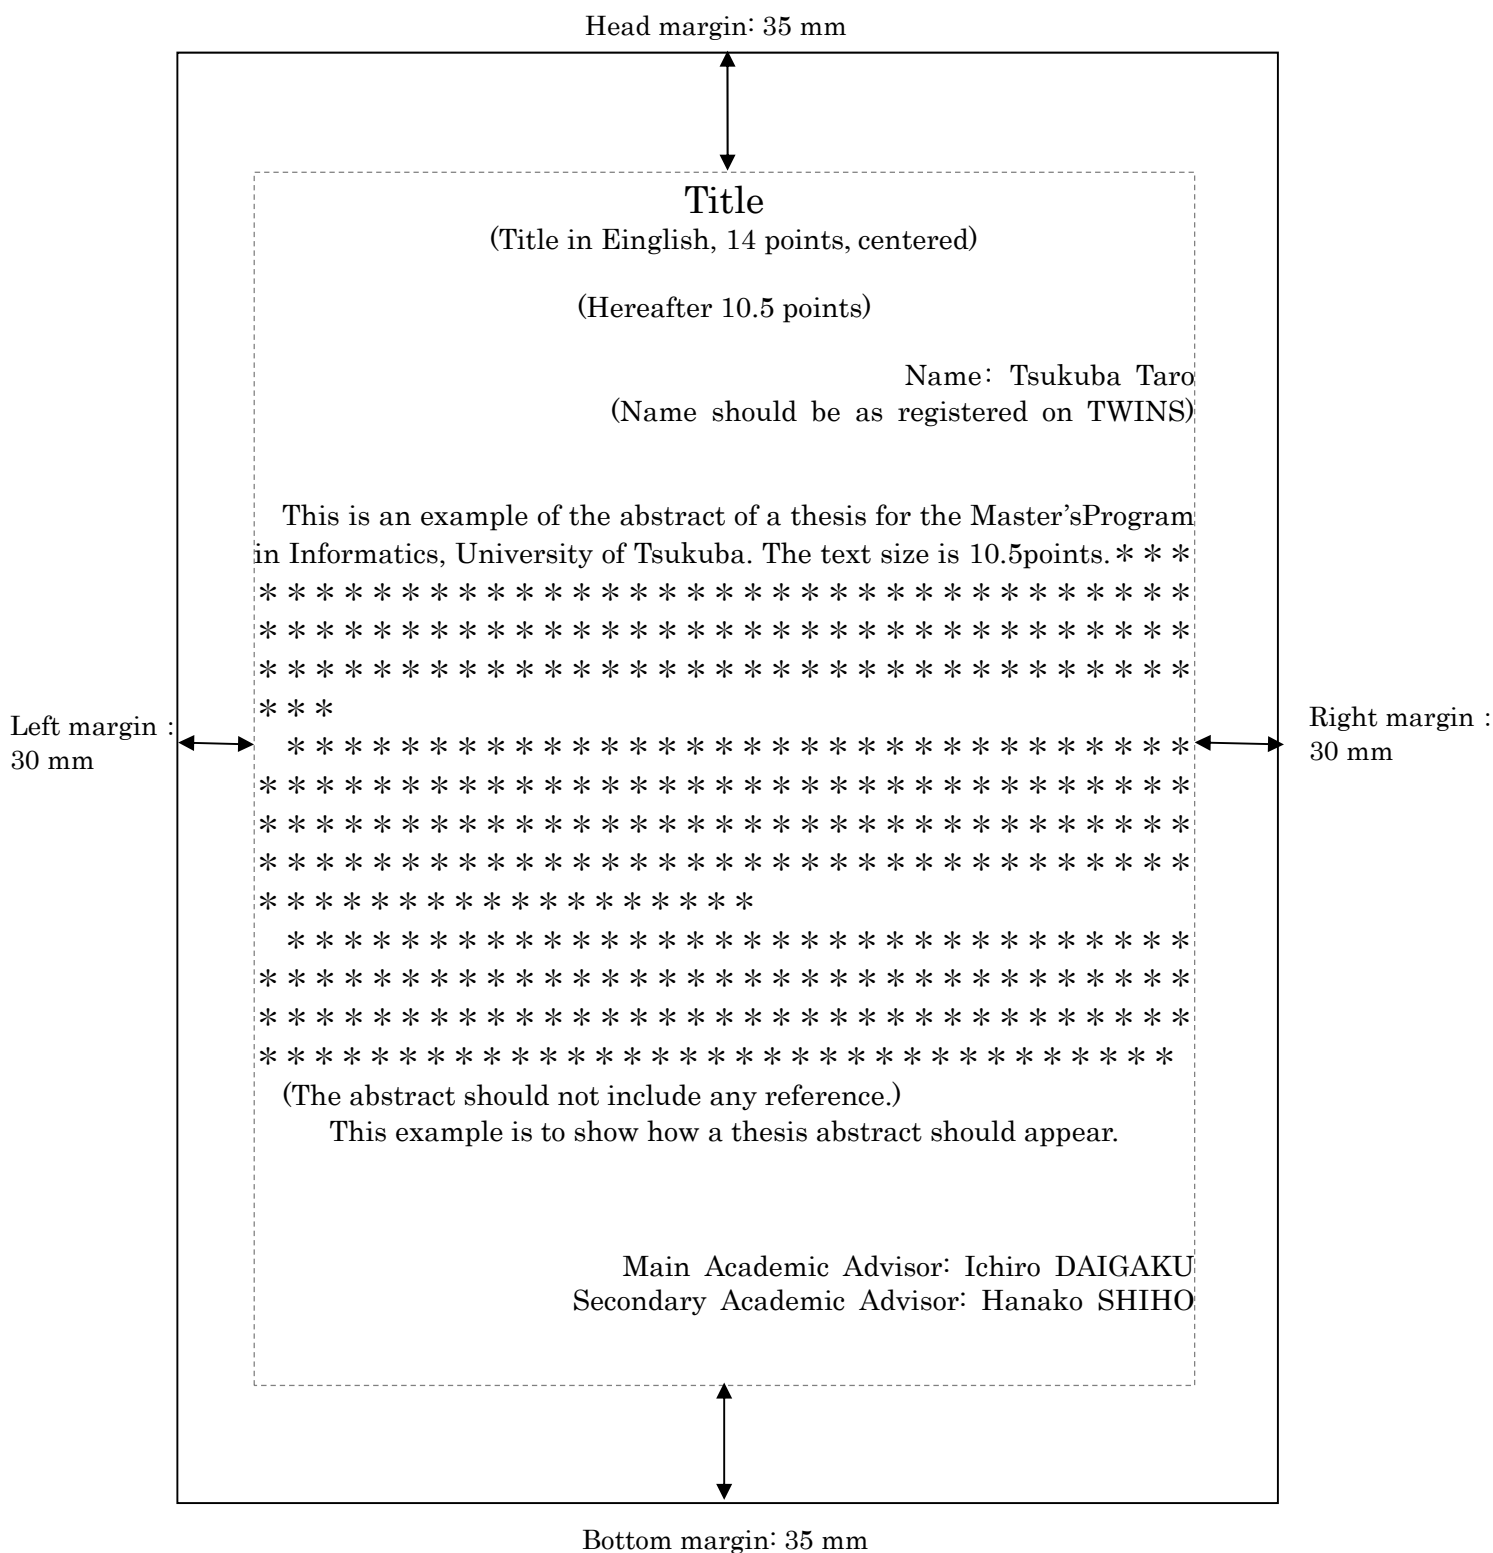 Head margin: 35 mm
Title
(Title in Einglish, 14 points, centered)
(Hereafter 10.5 points)
Name: Tsukuba Taro
(Name should be as registered on TWINS)
This is an example of the abstract of a thesis for the Master'sProgram
in Informatics, University of Tsukuba. The text size is 10.5points.＊＊＊
＊＊＊＊＊＊＊＊＊＊＊＊＊＊＊＊＊＊＊＊＊＊＊＊＊＊＊＊＊＊＊＊＊
＊＊＊＊＊＊＊＊＊＊＊＊＊＊＊＊＊＊＊＊＊＊＊＊＊＊＊＊＊＊＊＊＊
＊＊＊＊＊＊＊＊＊＊＊＊＊＊＊＊＊＊＊＊＊＊＊＊＊＊＊＊＊＊＊＊＊
＊＊＊
Left margin :
30 mm
Right margin :
30 mm
＊＊＊＊＊＊＊＊＊＊＊＊＊＊＊＊＊＊＊＊＊＊＊＊＊＊＊＊＊＊＊＊
＊＊＊＊＊＊＊＊＊＊＊＊＊＊＊＊＊＊＊＊＊＊＊＊＊＊＊＊＊＊＊＊＊
＊＊＊＊＊＊＊＊＊＊＊＊＊＊＊＊＊＊＊＊＊＊＊＊＊＊＊＊＊＊＊＊＊
＊＊＊＊＊＊＊＊＊＊＊＊＊＊＊＊＊＊＊＊＊＊＊＊＊＊＊＊＊＊＊＊＊
＊＊＊＊＊＊＊＊＊＊＊＊＊＊＊＊＊＊
＊＊＊＊＊＊＊＊＊＊＊＊＊＊＊＊＊＊＊＊＊＊＊＊＊＊＊＊＊＊＊＊
＊＊＊＊＊＊＊＊＊＊＊＊＊＊＊＊＊＊＊＊＊＊＊＊＊＊＊＊＊＊＊＊＊
＊＊＊＊＊＊＊＊＊＊＊＊＊＊＊＊＊＊＊＊＊＊＊＊＊＊＊＊＊＊＊＊＊
＊＊＊＊＊＊＊＊＊＊＊＊＊＊＊＊＊＊＊＊＊＊＊＊＊＊＊＊＊＊＊＊＊
(The abstract should not include any reference.)
This example is to show how a thesis abstract should appear.
Main Academic Advisor: Ichiro DAIGAKU
Secondary Academic Advisor: Hanako SHIHO
Bottom margin: 35 mm